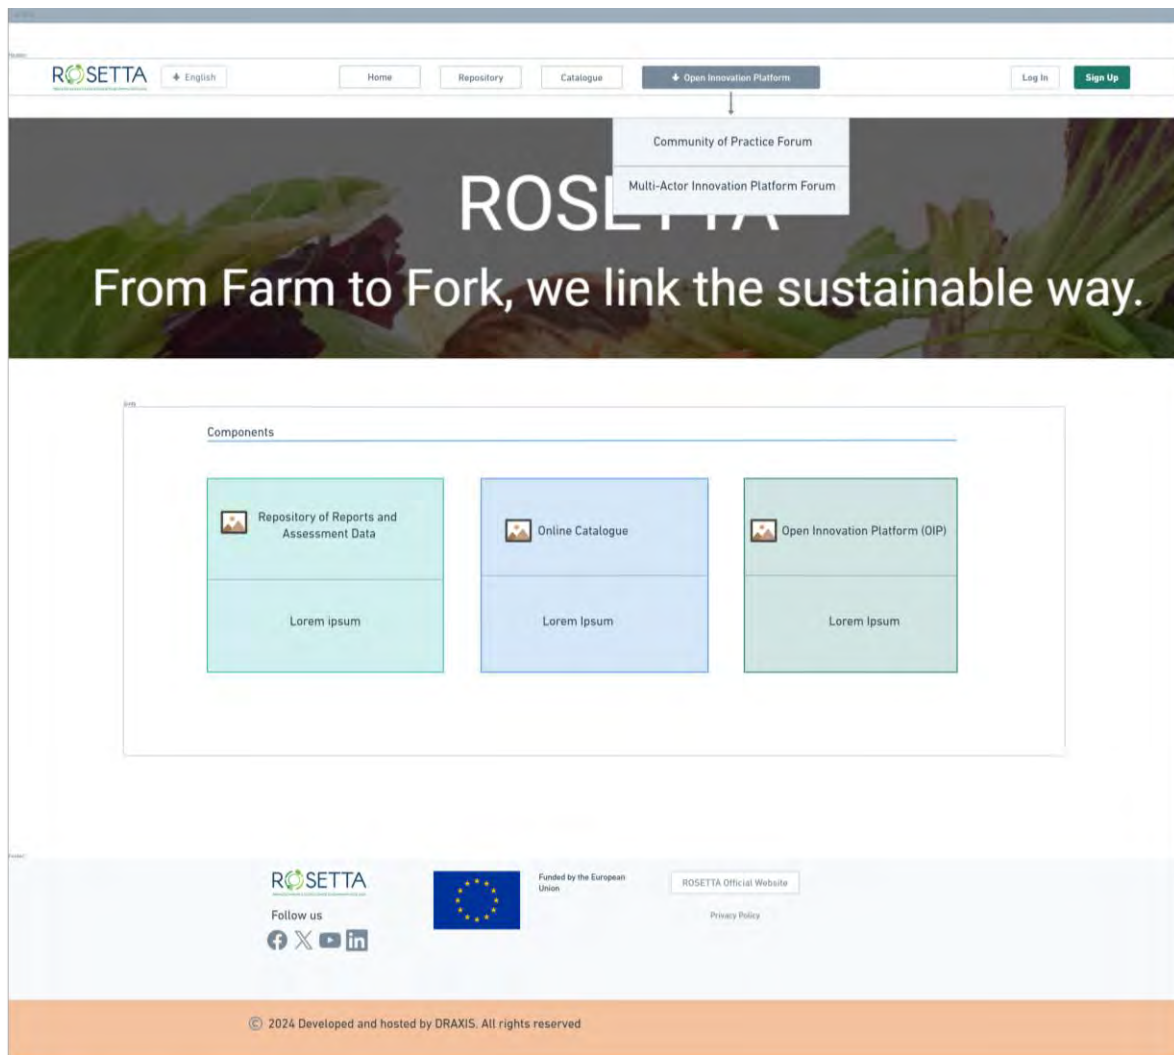 ROSETTA
English
Home
Repository
Catalogue
Open Innovation Platform
Log In
Sign Up
Community of Practice Forum
Multi-Actor Innovation Platform Forum
ROSETTA
From Farm to Fork, we link the sustainable way.
Components
Repository of Reports and
Assessment Data
Online Catalogue
Open Innovation Platform (OIP)
Lorem ipsum
Lorem Ipsum
Lorem Ipsum
ROSETTA
Follow us
Funded by the European
Union
ROSETTA Official Website
Privacy Policy
© 2024 Developed and hosted by DRAXIS. All rights reserved